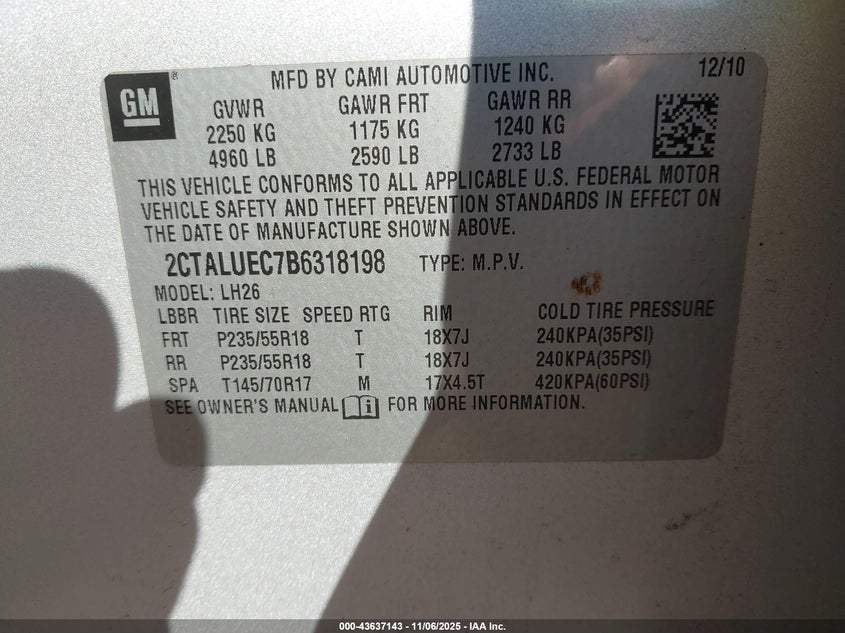 GM ® MFD BY CAMI AUTOMOTIVE INC. 12/10
GVWR GAWR FRT GAWR RR
2250 KG 1175 KG 1240 KG
4960 LB 2590 LB 2733 LB
THIS VEHICLE CONFORMS TO ALL APPLICABLE U.S. FEDERAL MOTOR
VEHICLE SAFETY AND THEFT PREVENTION STANDARDS IN EFFECT ON
THE DATE OF MANUFACTURE SHOWN ABOVE.
2CTALUEC7B6318198 TYPE: M.P.V.
MODEL: LH26
LBBR TIRE SIZE SPEED RTG RIM COLD TIRE PRESSURE
FRT P235/55R18 T 18X7J 240KPA(35PSI)
RR P235/55R18 T 18X7J 240KPA(35PSI)
SPA T145/70R17 M 17X4.5T 420KPA(60PSI)
SEE OWNER'S MANUAL i FOR MORE INFORMATION.
000-43637143 - 11/06/2025 - IAA Inc.